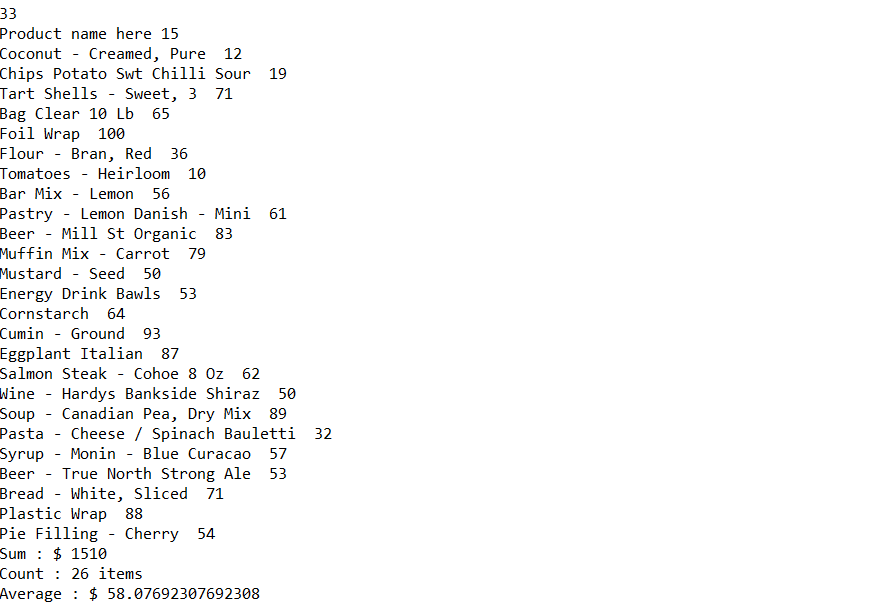 33
Product name here 15
Coconut - Creamed, Pure  12
Chips Potato Swt Chilli Sour  19
Tart Shells - Sweet, 3  71
Bag Clear 10 Lb  65
Foil Wrap  100
Flour - Bran, Red  36
Tomatoes - Heirloom  10
Bar Mix - Lemon  56
Pastry - Lemon Danish - Mini  61
Beer - Mill St Organic  83
Muffin Mix - Carrot  79
Mustard - Seed  50
Energy Drink Bawls  53
Cornstarch  64
Cumin - Ground  93
Eggplant Italian  87
Salmon Steak - Cohoe 8 Oz  62
Wine - Hardys Bankside Shiraz  50
Soup - Canadian Pea, Dry Mix  89
Pasta - Cheese / Spinach Bauletti  32
Syrup - Monin - Blue Curacao  57
Beer - True North Strong Ale  53
Bread - White, Sliced  71
Plastic Wrap  88
Pie Filling - Cherry  54
Sum : $ 1510
Count : 26 items
Average : $ 58.07692307692308